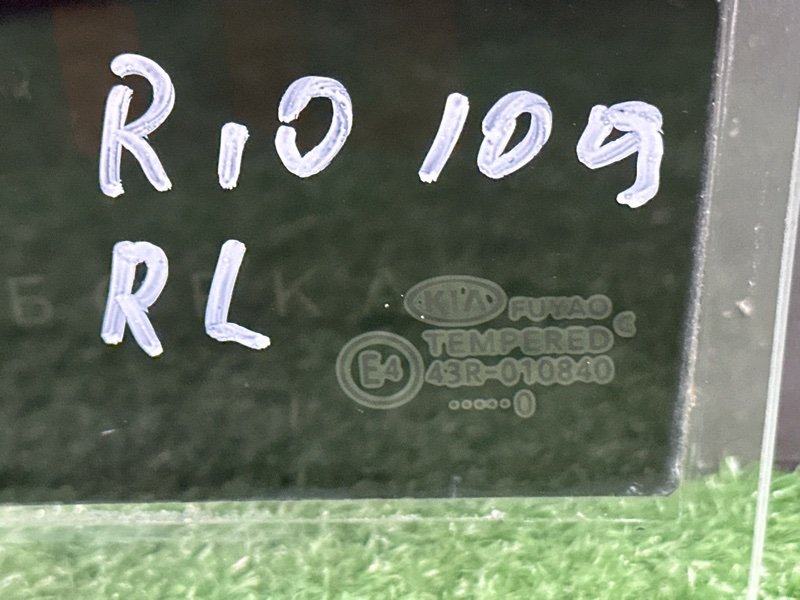 RIO 109
RL
KIA FUYAO
TEMPERED
E4 43R-010840
•••••0